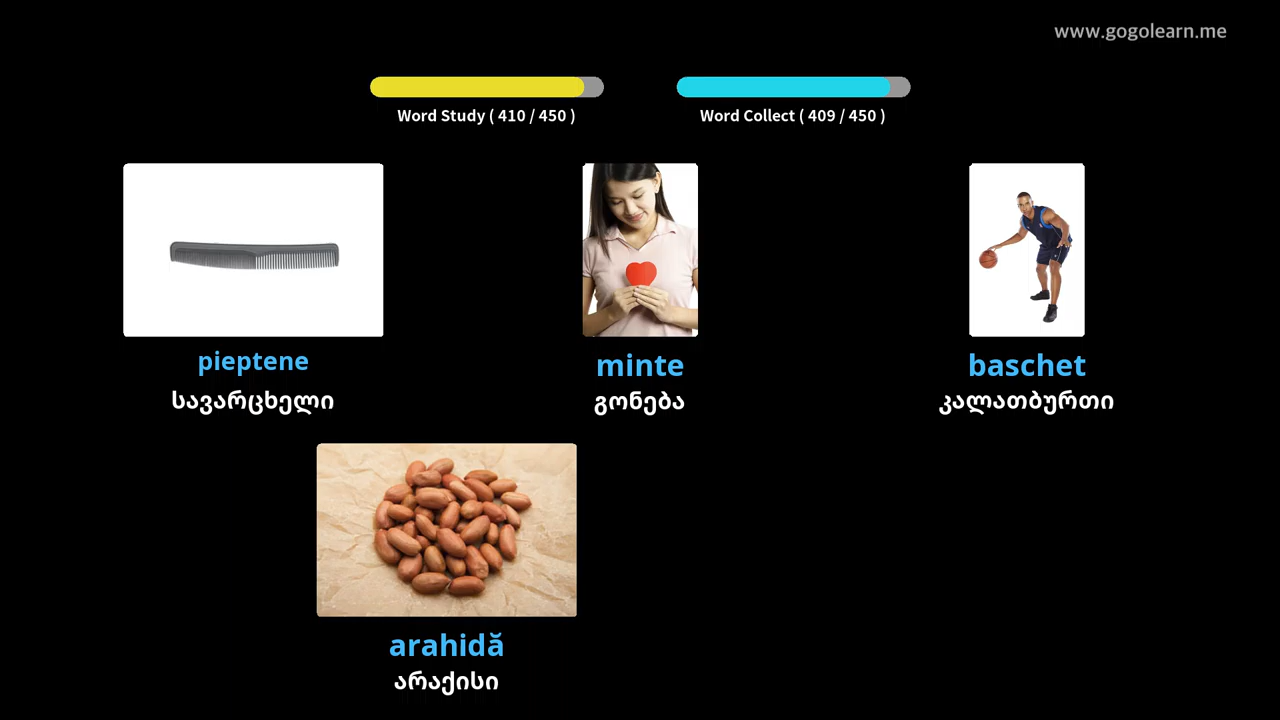 www.gogolearn.me
Word Study ( 410 / 450 )
Word Collect ( 409 / 450 )
pieptene
სავარცხელი
minte
გონება
baschet
კალათბურთი
arahidă
არაქისი